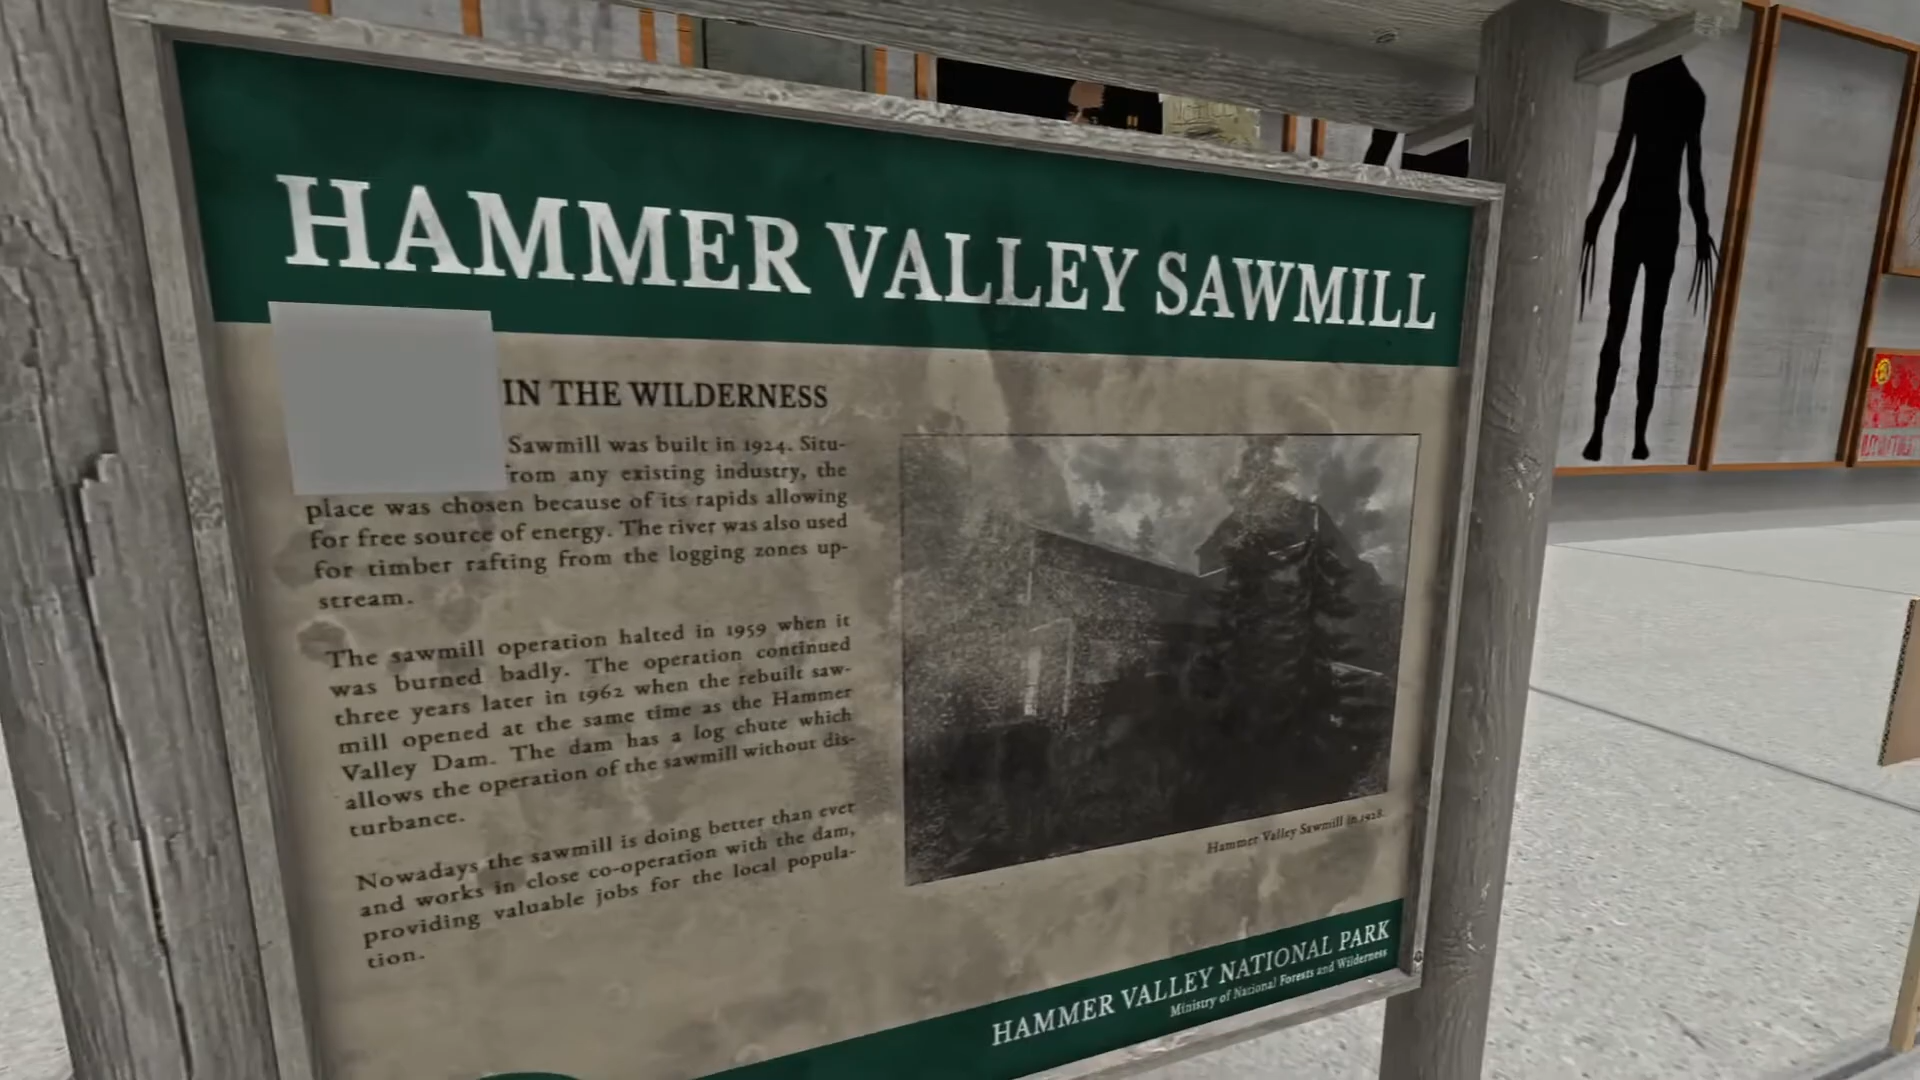 HAMMER VALLEY SAWMILL
IN THE WILDERNESS
Sawmill was built in 1924. Situ-
rom any existing industry, the
place was chosen because of its rapids allowing
for free source of energy. The river was also used
for timber rafting from the logging zones up-
stream.
The sawmill operation halted in 1959 when it
was burned badly. The operation continued
three years later in 1962 when the rebuilt saw-
mill opened at the same time as the Hammer
Valley Dam. The dam has a log chute which
allows the operation of the sawmill without dis-
turbance.
Nowadays the sawmill is doing better than ever
and works in close co-operation with the dam,
providing valuable jobs for the local popula-
tion.
Hammer Valley Sawmill in 1928.
HAMMER VALLEY NATIONAL PARK
Ministry of National Forests and Wilderness